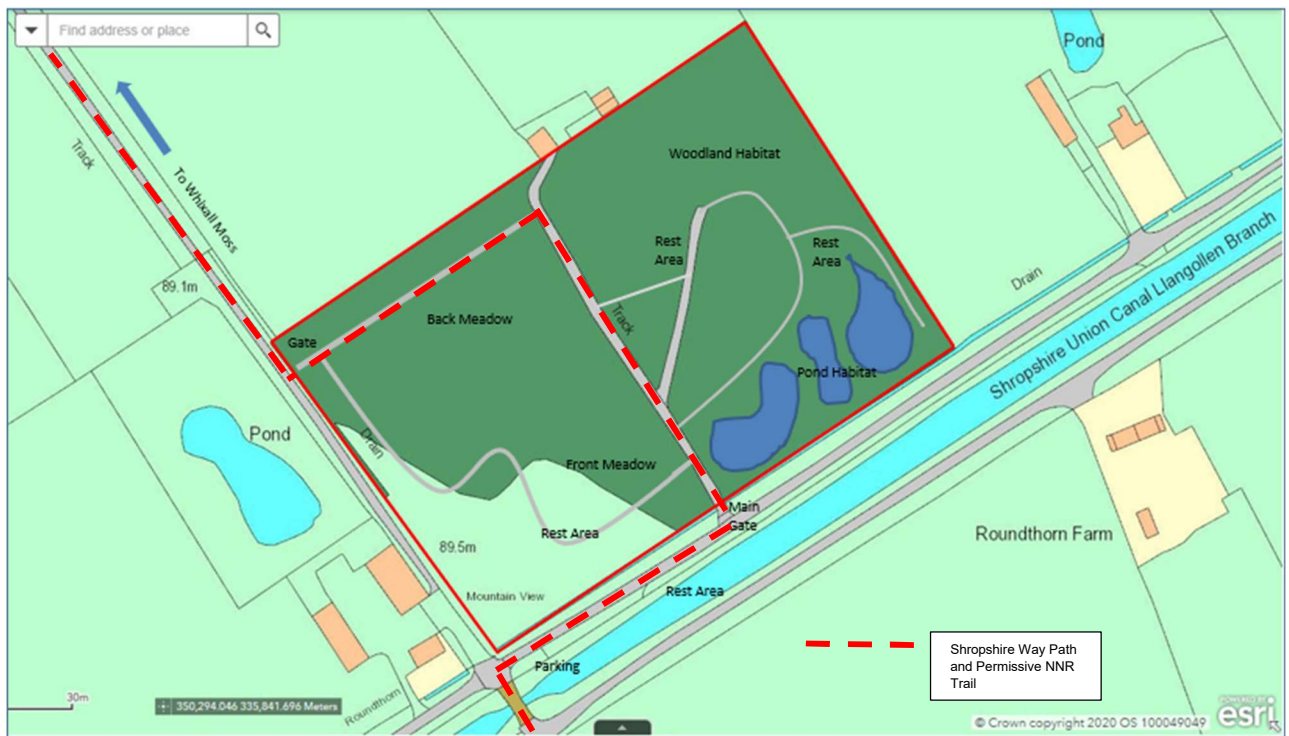 Find address or place
Pond
Woodland Habitat
Track
To Whixall Moss
Rest
Area
Rest
Area
Drain
Shropshire Union Canal Llangollen Branch
89.1m
Back Meadow
Track
Gate
Pond Habitat
Pond
Drain
Front Meadow
Main
Gate
Rest Area
Roundthorn Farm
89.5m
Mountain View
Rest Area
Shropshire Way Path
and Permissive NNR
Trail
Parking
Roundthorn
30m
350,294.046 335,841.696 Meters
POWERED BY
esri
© Crown copyright 2020 OS 100049049